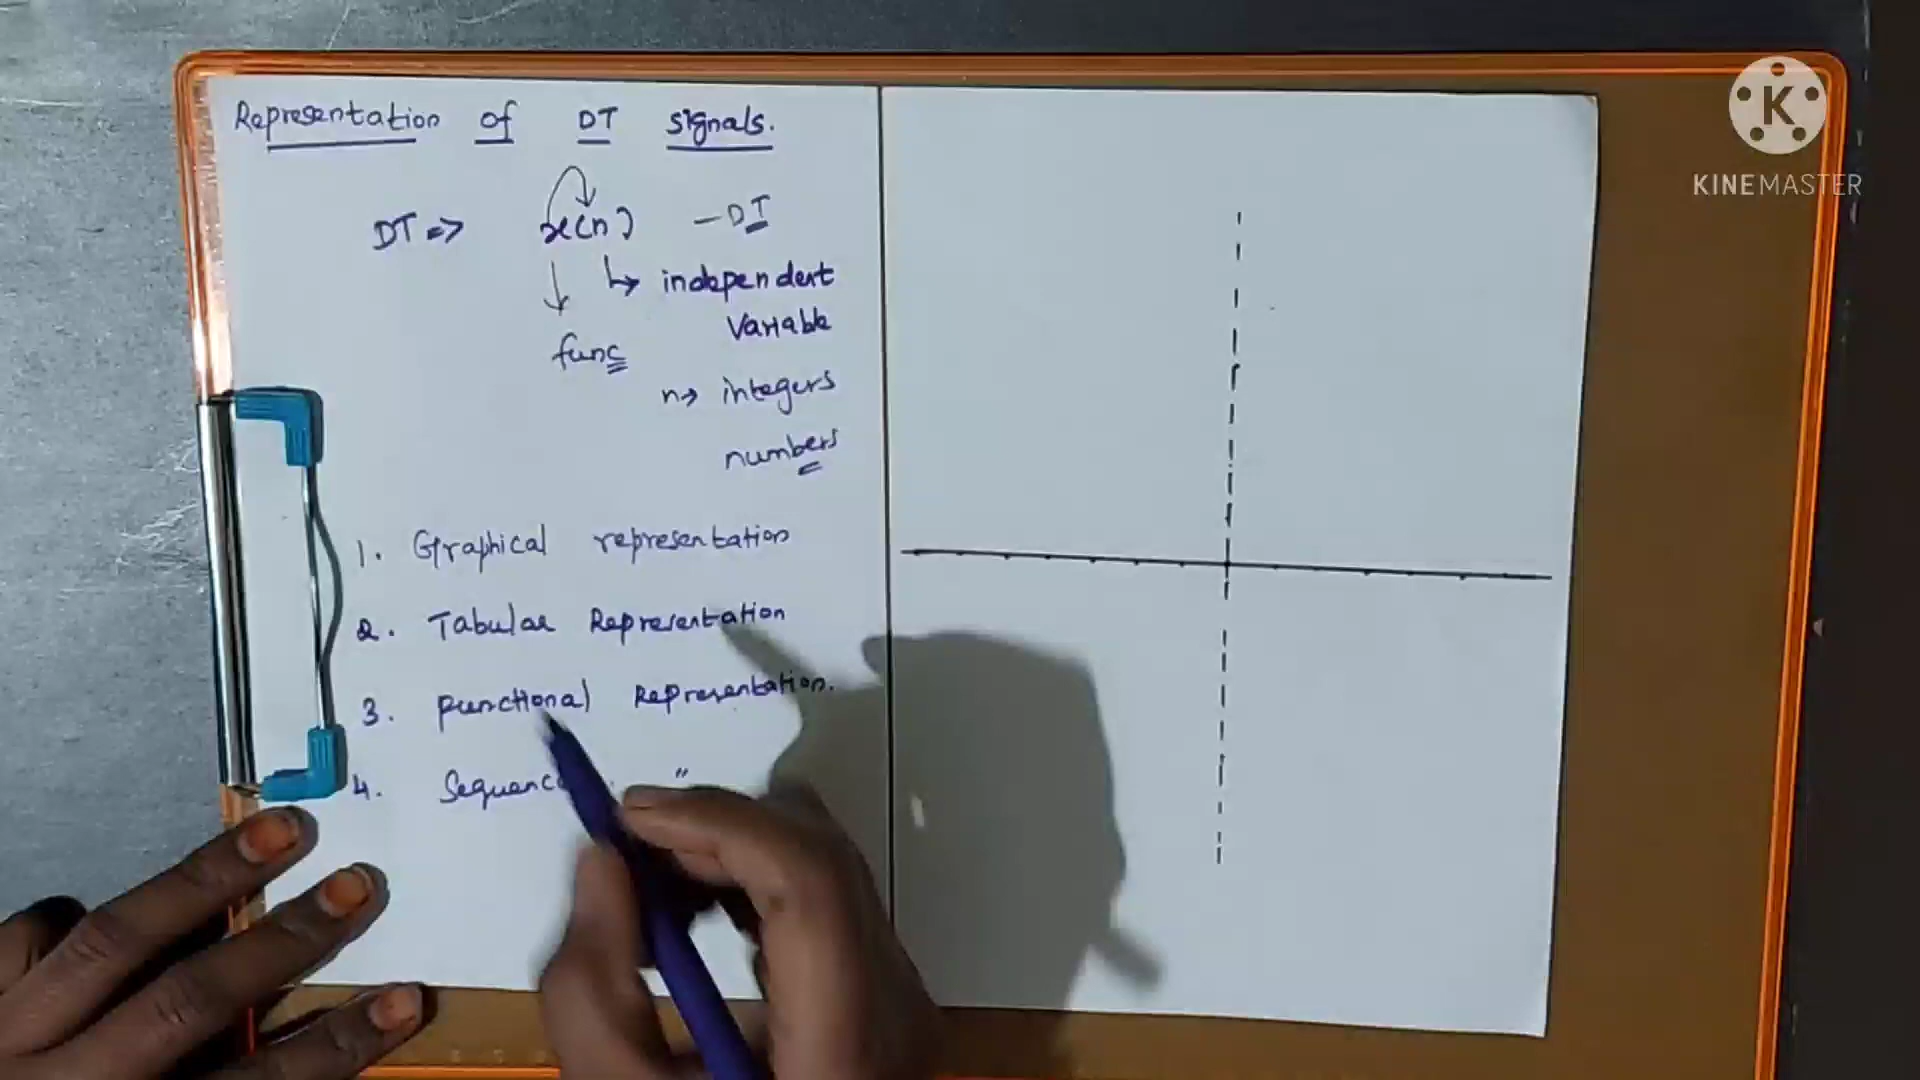 Representation of DT signals.
DT => x(n) - DT
↳ independent
variable
↓
func
n→ integers
numbers
1. Graphical representation
2. Tabular Representation
3. Functional Representation.
4. "
K
KINEMASTER